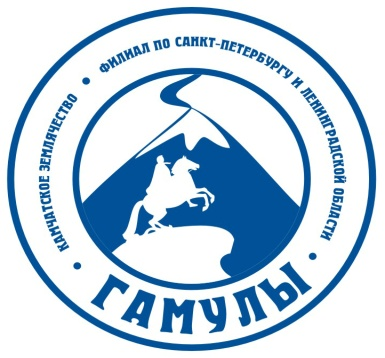 КАМЧАТСКОЕ ЗЕМЛЯЧЕСТВО • ФИЛИАЛ ПО САНКТ-ПЕТЕРБУРГУ И ЛЕНИНГРАДСКОЙ ОБЛАСТИ
• ГАМУЛЫ •